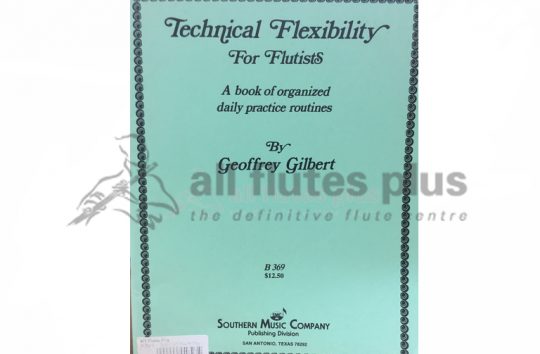 Technical Flexibility
For Flutists
A book of organized
daily practice routines
By
Geoffrey Gilbert
all flutes plus
the definitive flute centre
B 369
$12.50
SOUTHERN MUSIC COMPANY
Publishing Division
SAN ANTONIO, TEXAS 78292